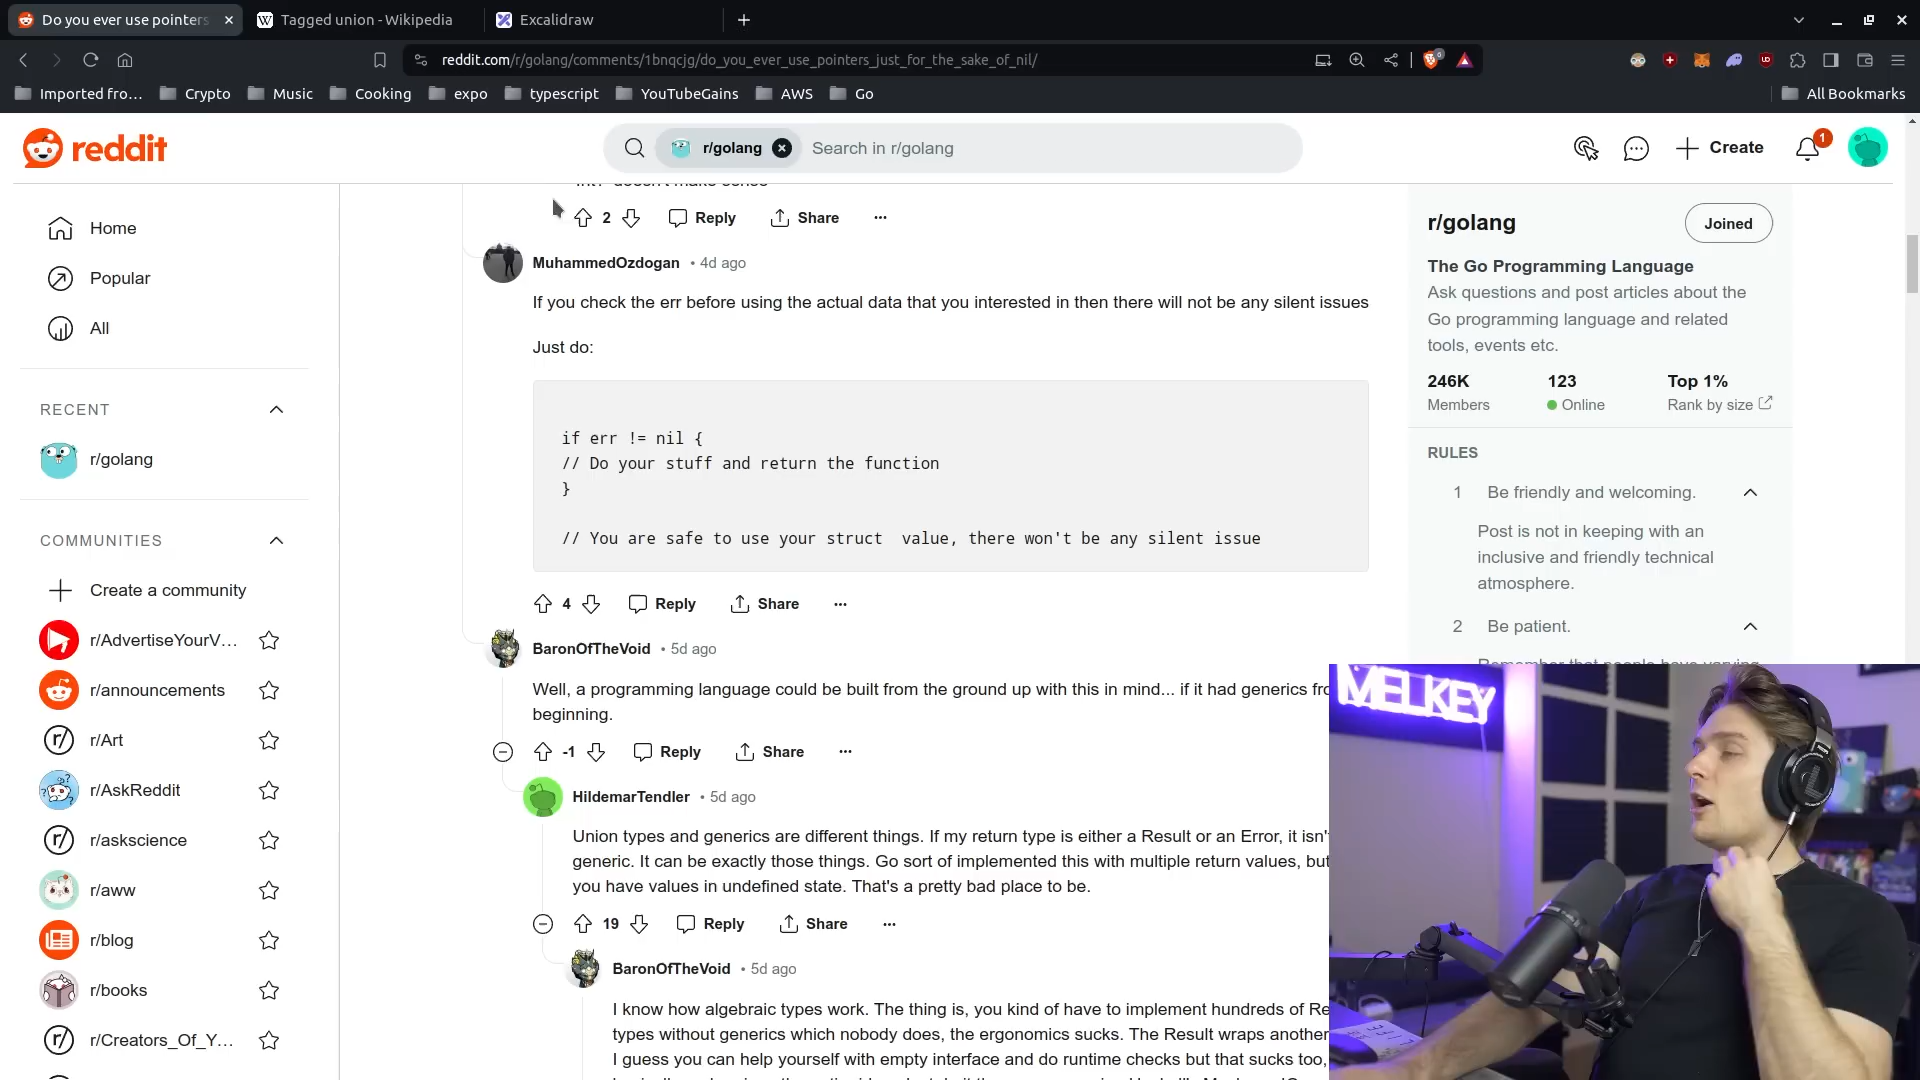 Do you ever use pointers
Tagged union - Wikipedia
Excalidraw
reddit.com/r/golang/comments/1bnqcjg/do_you_ever_use_pointers_just_for_the_sake_of_nil/
Imported fro...
Crypto
Music
Cooking
expo
typescript
YouTubeGains
AWS
Go
All Bookmarks
reddit
r/golang
Search in r/golang
Create
1
Home
Popular
All
RECENT
r/golang
COMMUNITIES
Create a community
r/AdvertiseYourV...
r/announcements
r/Art
r/AskReddit
r/askscience
r/aww
r/blog
r/books
r/Creators_Of_Y...
doesn't make sense
2 Reply Share ...
MuhammedOzdogan • 4d ago
If you check the err before using the actual data that you interested in then there will not be any silent issues
Just do:
if err != nil {
// Do your stuff and return the function
}
// You are safe to use your struct  value, there won't be any silent issue
4 Reply Share ...
BaronOfTheVoid • 5d ago
Well, a programming language could be built from the ground up with this in mind... if it had generics
beginning.
-1 Reply Share ...
HildemarTendler • 5d ago
Union types and generics are different things. If my return type is either a Result or an Error, it isn'
generic. It can be exactly those things. Go sort of implemented this with multiple return values, but
you have values in undefined state. That's a pretty bad place to be.
19 Reply Share ...
BaronOfTheVoid • 5d ago
I know how algebraic types work. The thing is, you kind of have to implement hundreds of Re
types without generics which nobody does, the ergonomics sucks. The Result wraps another
I guess you can help yourself with empty interface and do runtime checks but that sucks too,
r/golang
Joined
The Go Programming Language
Ask questions and post articles about the
Go programming language and related
tools, events etc.
246K 123 Top 1%
Members Online Rank by size
RULES
1 Be friendly and welcoming.
Post is not in keeping with an
inclusive and friendly technical
atmosphere.
2 Be patient.
Remember that people have varying
MELKEY